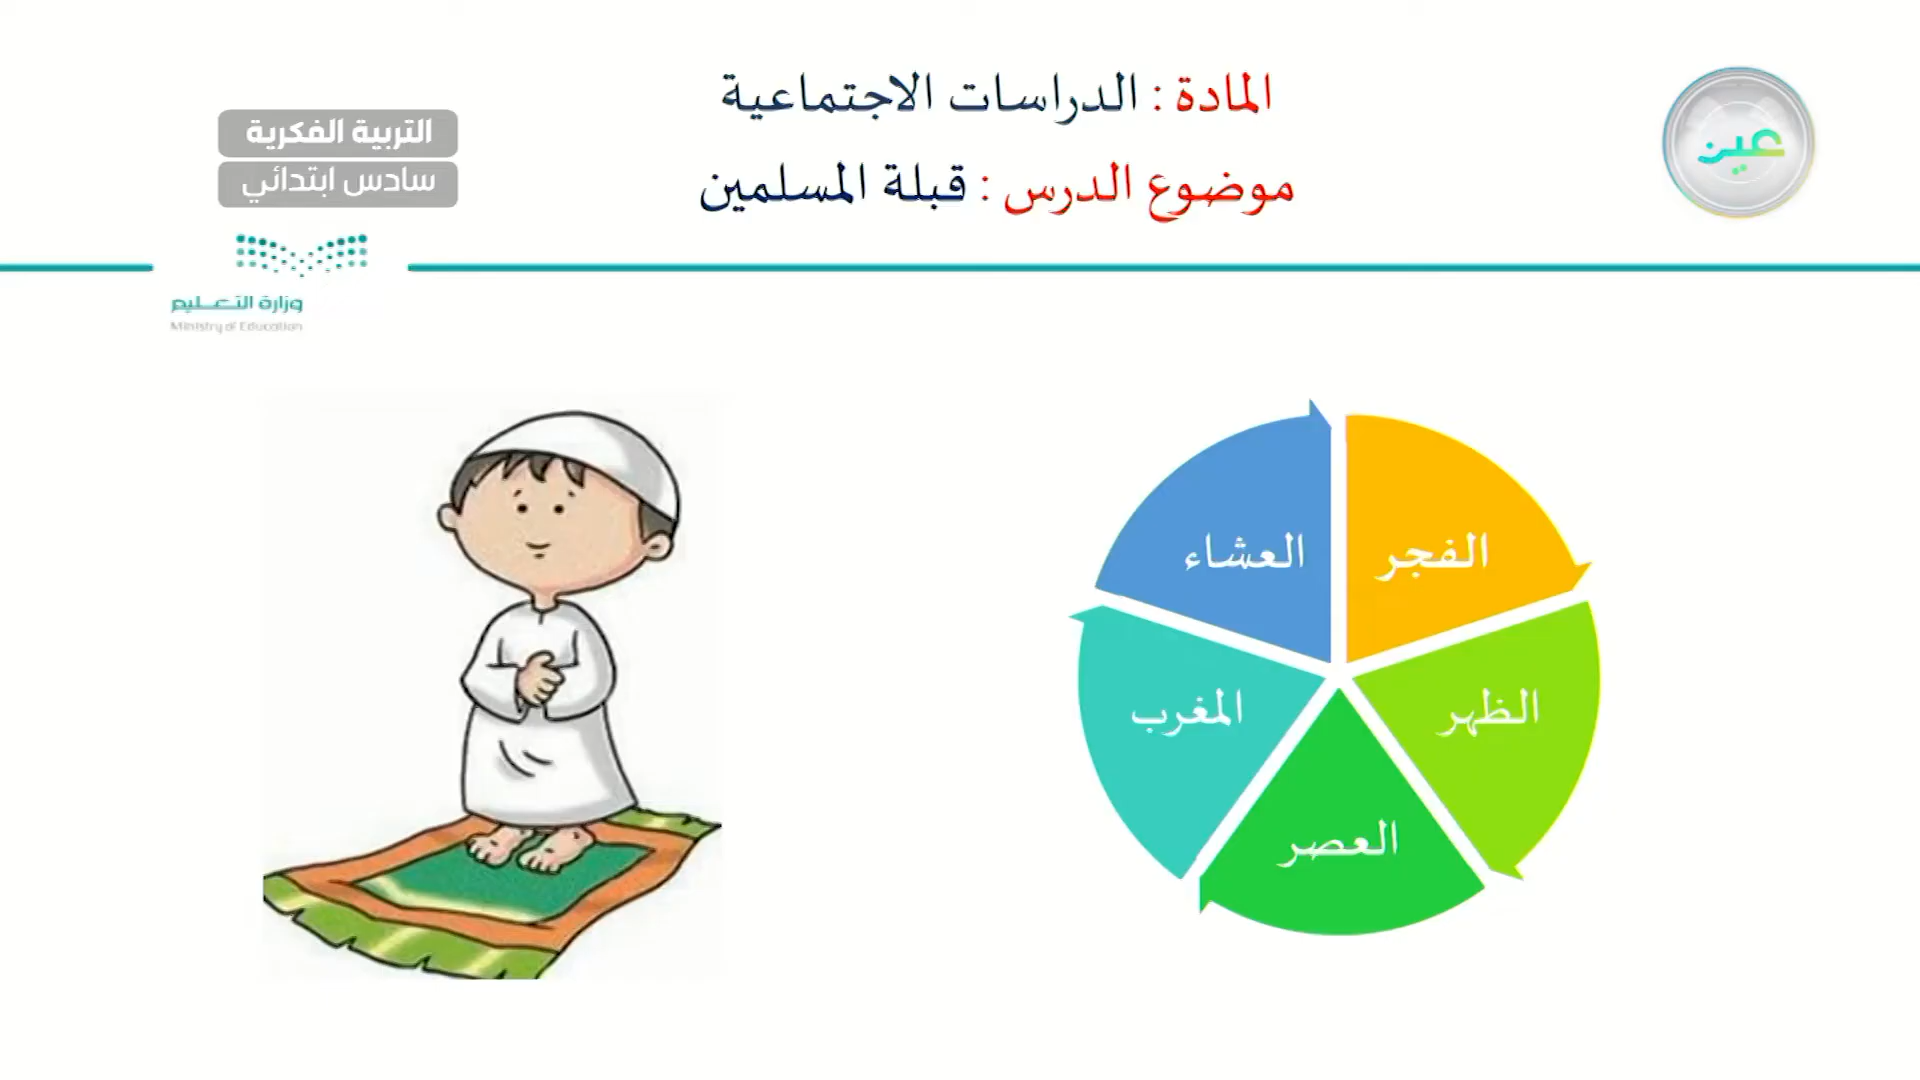 المادة : الدراسات الاجتماعية
موضوع الدرس : قبلة المسلمين
عين
التربية الفكرية
سادس ابتدائي
وزارة التعليم
Ministry of Education
الفجر
الظهر
العصر
المغرب
العشاء